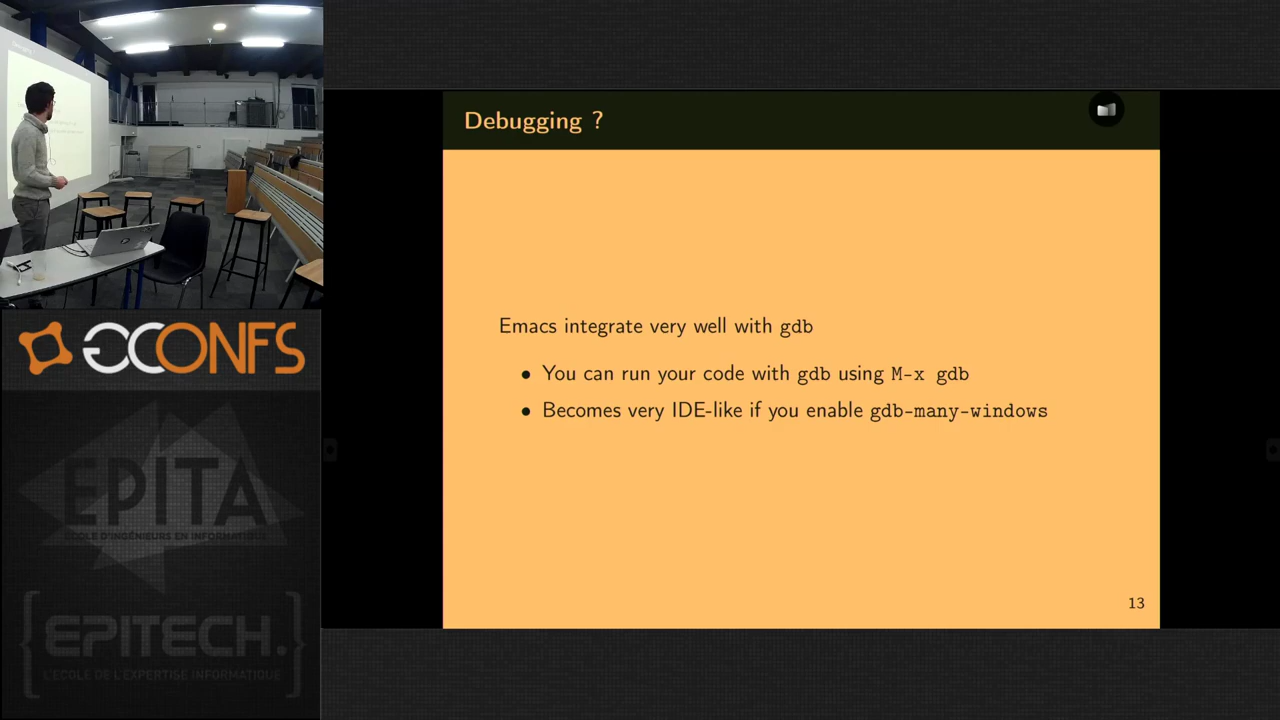 Debugging ?
Emacs integrate very well with gdb
• You can run your code with gdb using M-x gdb
• Becomes very IDE-like if you enable gdb-many-windows
13
GCONFS
EPITA
ÉCOLE D'INGÉNIEURS EN INFORMATIQUE
{EPITECH.}
L'ECOLE DE L'EXPERTISE INFORMATIQUE